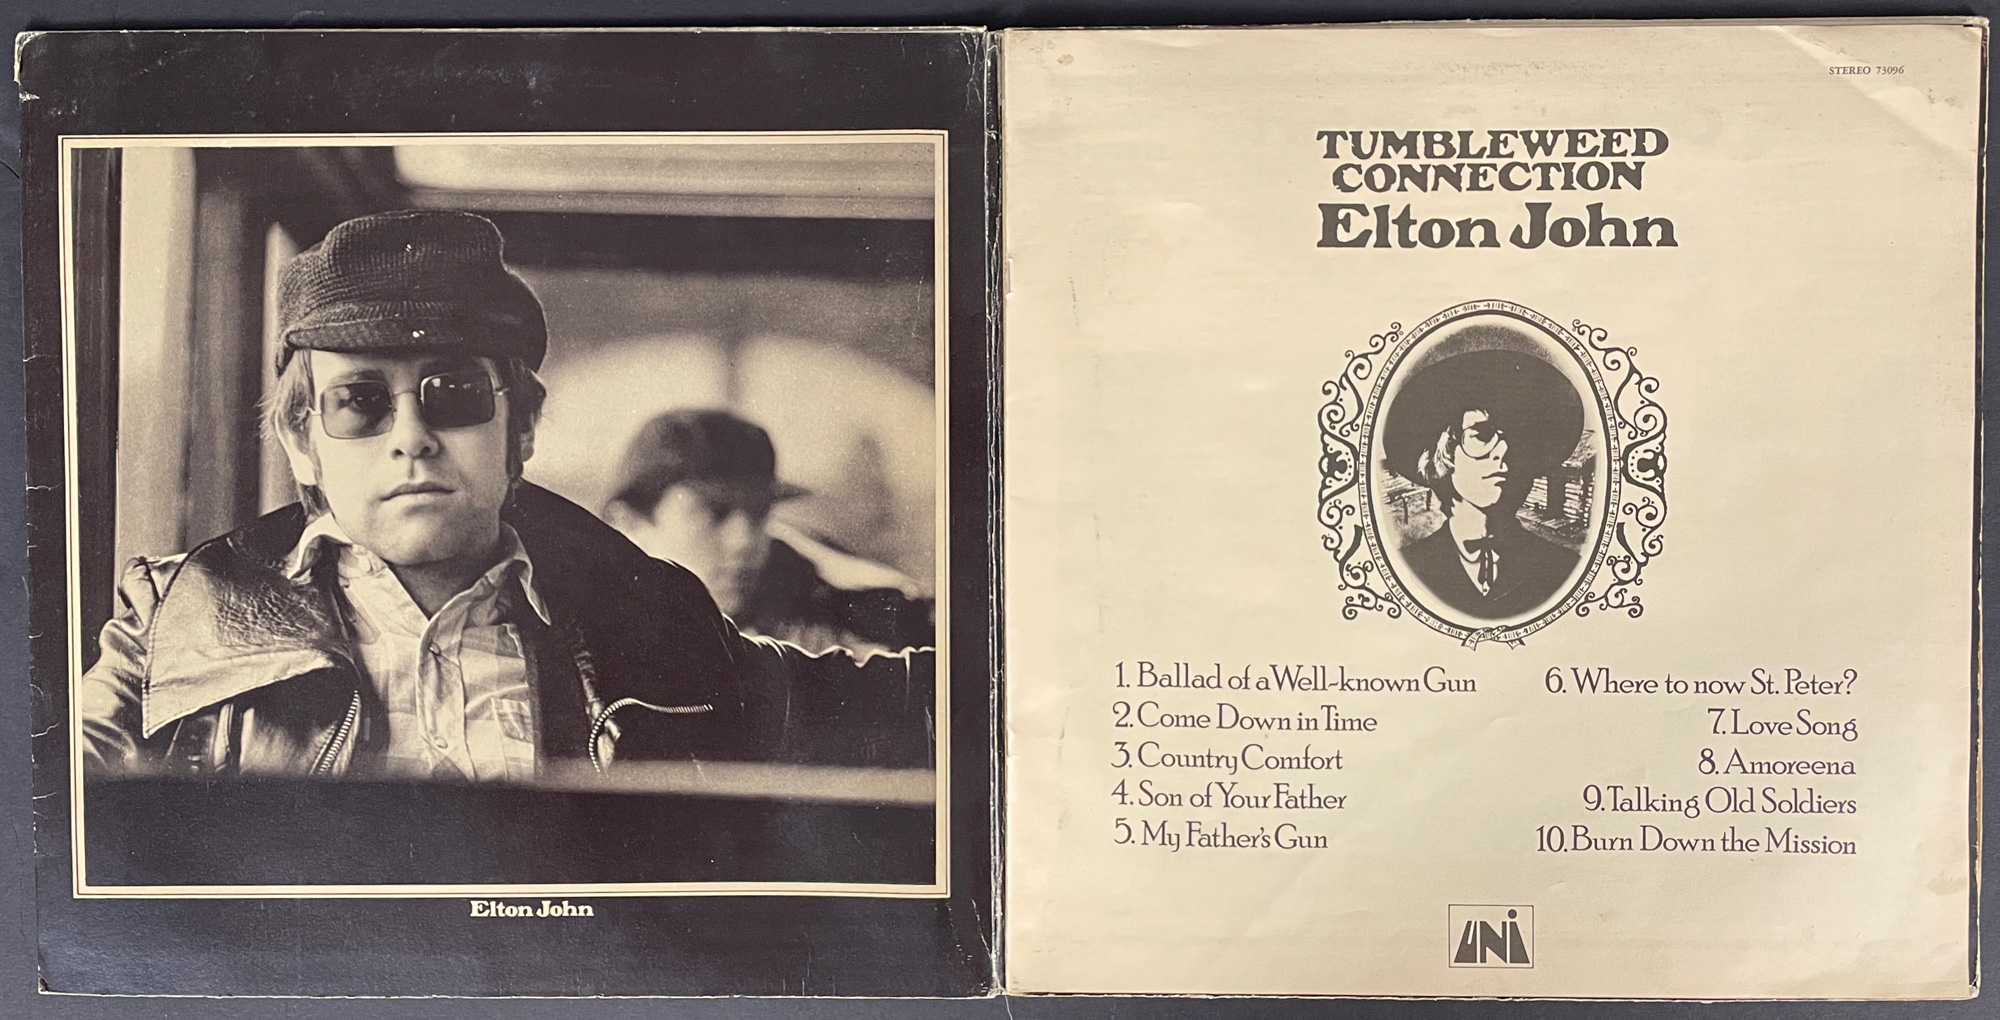 Elton John
STEREO 73096
TUMBLEWEED
CONNECTION
Elton John
1. Ballad of a Well-known Gun
2. Come Down in Time
3. Country Comfort
4. Son of Your Father
5. My Father's Gun
6. Where to now St. Peter?
7. Love Song
8. Amoreena
9. Talking Old Soldiers
10. Burn Down the Mission
UNI